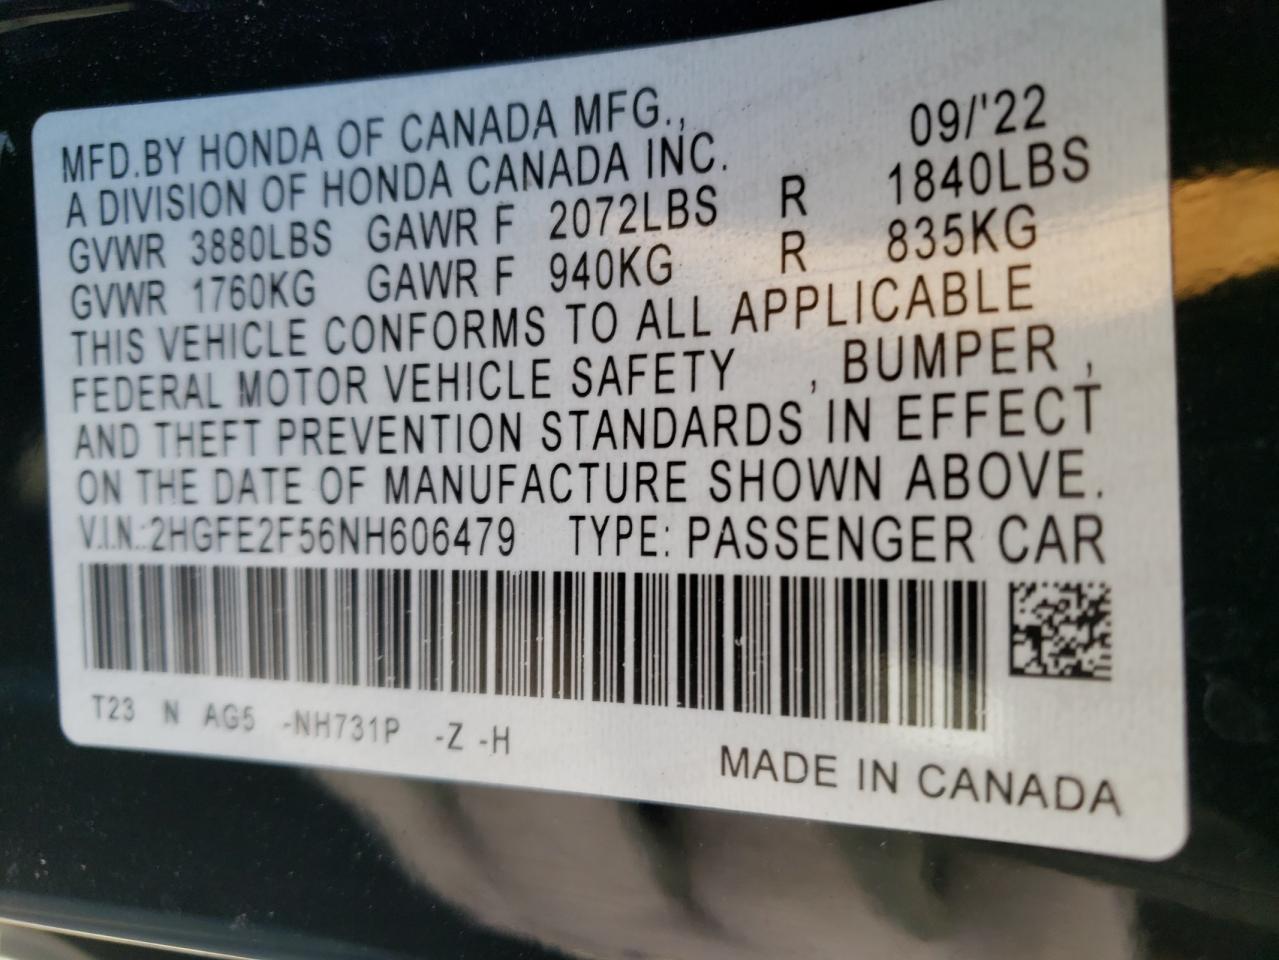 MFD.BY HONDA OF CANADA MFG., 09/'22
A DIVISION OF HONDA CANADA INC.
GVWR 3880LBS GAWR F 2072LBS R 1840LBS
GVWR 1760KG GAWR F 940KG R 835KG
THIS VEHICLE CONFORMS TO ALL APPLICABLE
FEDERAL MOTOR VEHICLE SAFETY , BUMPER ,
AND THEFT PREVENTION STANDARDS IN EFFECT
ON THE DATE OF MANUFACTURE SHOWN ABOVE.
V.I.N.:2HGFE2F56NH606479 TYPE: PASSENGER CAR
T23 N AG5 -NH731P -Z -H
MADE IN CANADA